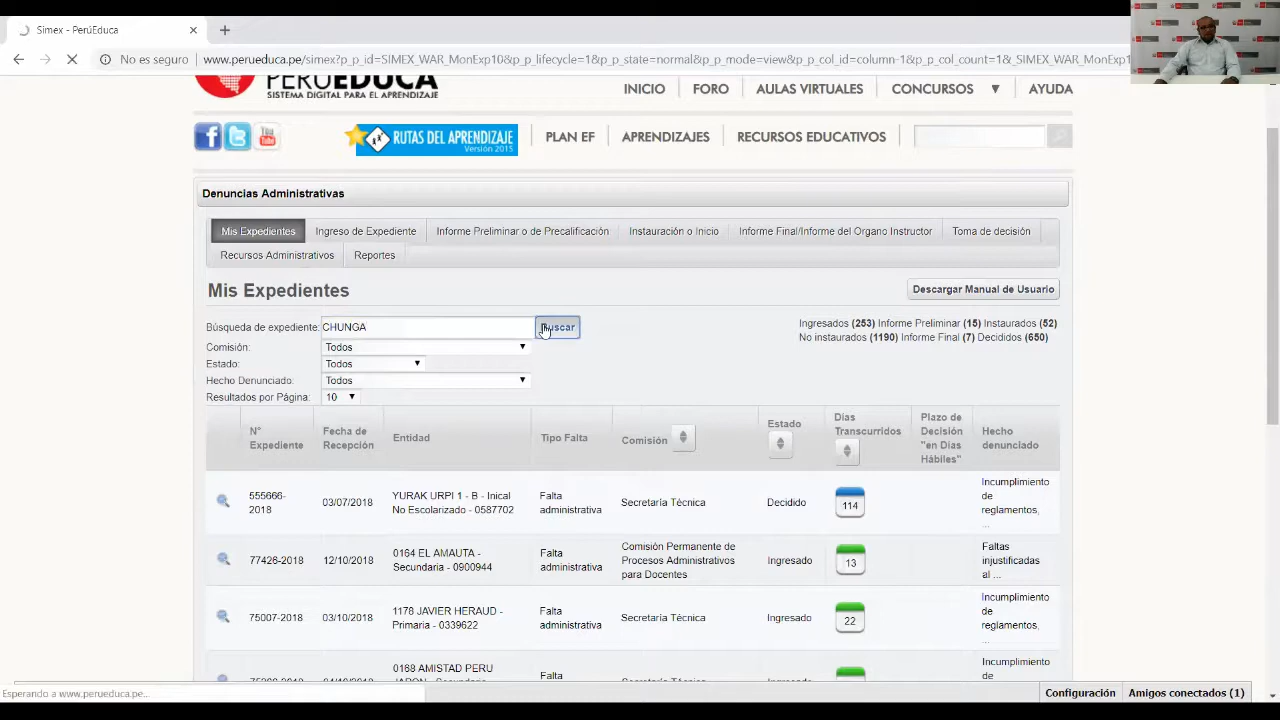 Simex - PerúEduca
No es seguro
www.perueduca.pe/simex?p_p_id=SIMEX_WAR_MonExp10&p_p_lifecycle=1&p_p_state=normal&p_p_mode=view&p_p_col_id=column-1&p_p_col_count=1&_SIMEX_WAR_MonExp1
PERÚEDUCA
SISTEMA DIGITAL PARA EL APRENDIZAJE
INICIO FORO AULAS VIRTUALES CONCURSOS AYUDA
RUTAS DEL APRENDIZAJE
Versión 2015
PLAN EF APRENDIZAJES RECURSOS EDUCATIVOS
Denuncias Administrativas
Mis Expedientes Ingreso de Expediente Informe Preliminar o de Precalificación Instauración o Inicio Informe Final/Informe del Organo Instructor Toma de decisión
Recursos Administrativos Reportes
Mis Expedientes
Descargar Manual de Usuario
Búsqueda de expediente: CHUNGA Buscar
Ingresados (253) Informe Preliminar (15) Instaurados (52)
No instaurados (1190) Informe Final (7) Decididos (650)
Comisión: Todos
Estado: Todos
Hecho Denunciado: Todos
Resultados por Página: 10
N° Expediente
Fecha de Recepción
Entidad
Tipo Falta
Comisión
Estado
Días Transcurridos
Plazo de Decisión "en Días Hábiles"
Hecho denunciado
555666-2018
03/07/2018
YURAK URPI 1 - B - Inical
No Escolarizado - 0587702
Falta administrativa
Secretaría Técnica
Decidido
114
Incumplimiento de reglamentos, ...
77426-2018
12/10/2018
0164 EL AMAUTA -
Secundaria - 0900944
Falta administrativa
Comisión Permanente de
Procesos Administrativos
para Docentes
Ingresado
13
Faltas injustificadas al ...
75007-2018
03/10/2018
1178 JAVIER HERAUD -
Primaria - 0339622
Falta administrativa
Secretaría Técnica
Ingresado
22
Incumplimiento de reglamentos, ...
0168 AMISTAD PERU
Falta
Incumplimiento
de
Esperando a www.perueduca.pe...
Configuración
Amigos conectados (1)